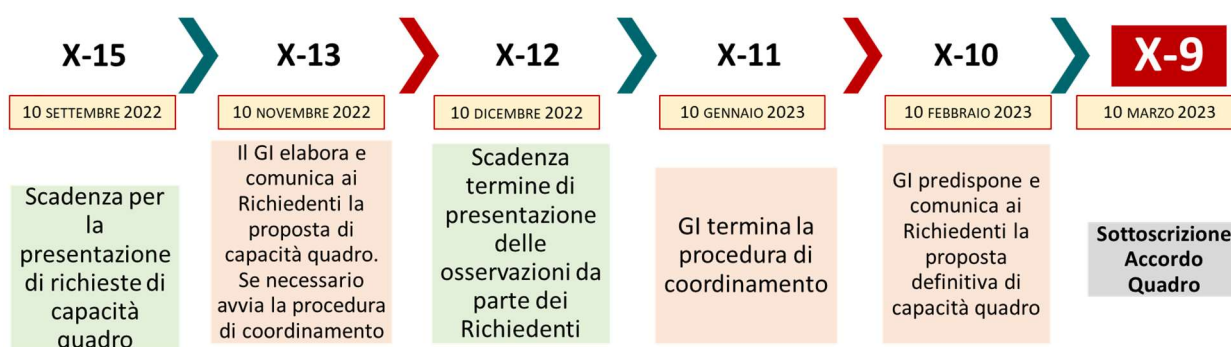 X-15
X-13
X-12
X-11
X-10
X-9
10 SETTEMBRE 2022
10 NOVEMBRE 2022
10 DICEMBRE 2022
10 GENNAIO 2023
10 FEBBRAIO 2023
10 MARZO 2023
Scadenza per
la
presentazione
di richieste di
capacità
quadro
Il GI elabora e
comunica ai
Richiedenti la
proposta di
capacità quadro.
Se necessario
avvia la procedura
di coordinamento
Scadenza
termine di
presentazione
delle
osservazioni da
parte dei
Richiedenti
GI termina la
procedura di
coordinamento
GI predispone e
comunica ai
Richiedenti la
proposta
definitiva di
capacità quadro
Sottoscrizione
Accordo
Quadro